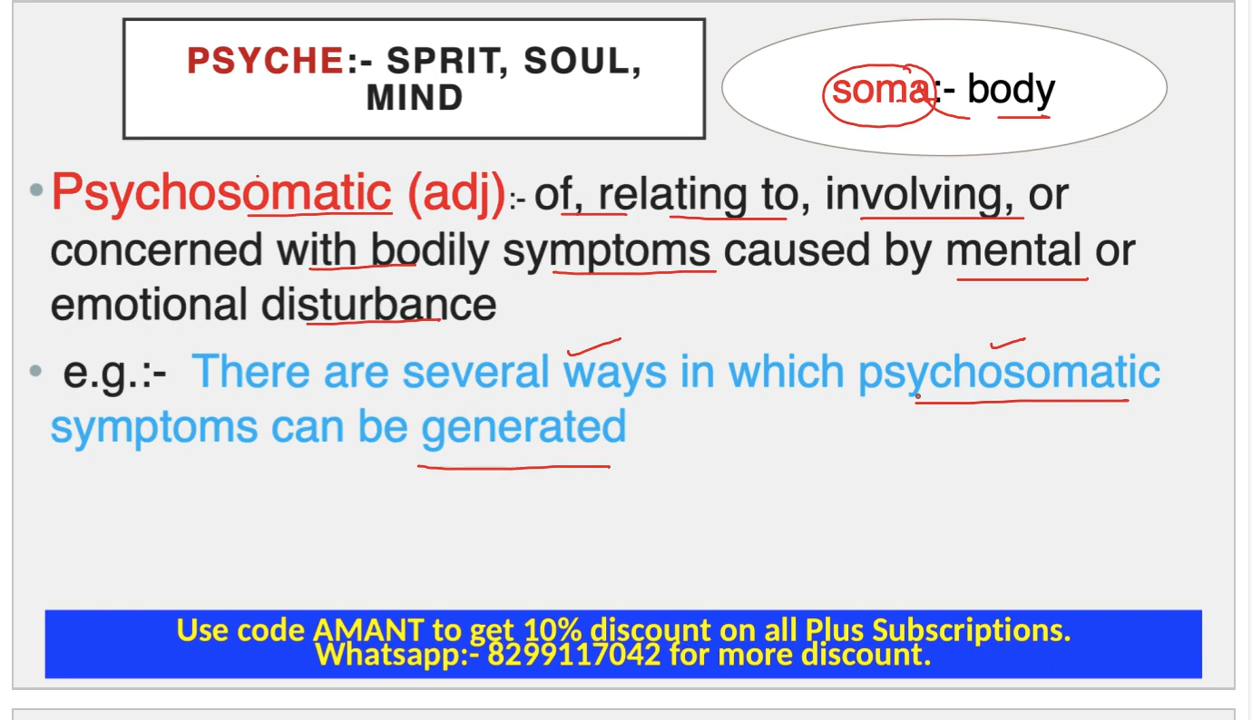 PSYCHE:- SPRIT, SOUL,
MIND
soma:- body
Psychosomatic (adj):- of, relating to, involving, or
concerned with bodily symptoms caused by mental or
emotional disturbance
e.g.:- There are several ways in which psychosomatic
symptoms can be generated
Use code AMANT to get 10% discount on all Plus Subscriptions.
Whatsapp:- 8299117042 for more discount.